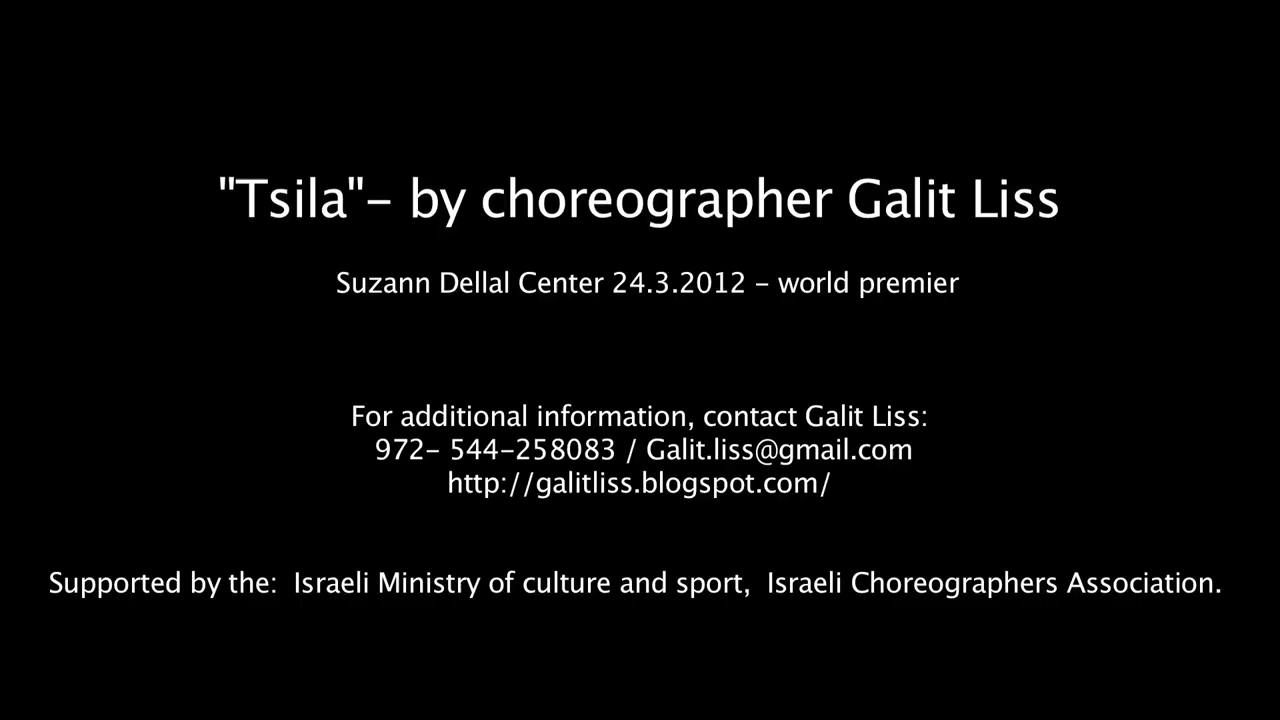 "Tsila"- by choreographer Galit Liss
Suzann Dellal Center 24.3.2012 - world premier
For additional information, contact Galit Liss:
972- 544-258083 / Galit.liss@gmail.com
http://galitliss.blogspot.com/
Supported by the:  Israeli Ministry of culture and sport,  Israeli Choreographers Association.